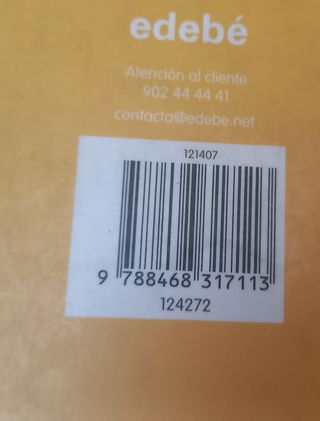 edebé
Atención al cliente
902 44 44 41
contacta@edebe.net
121407
9 788468 317113
124272